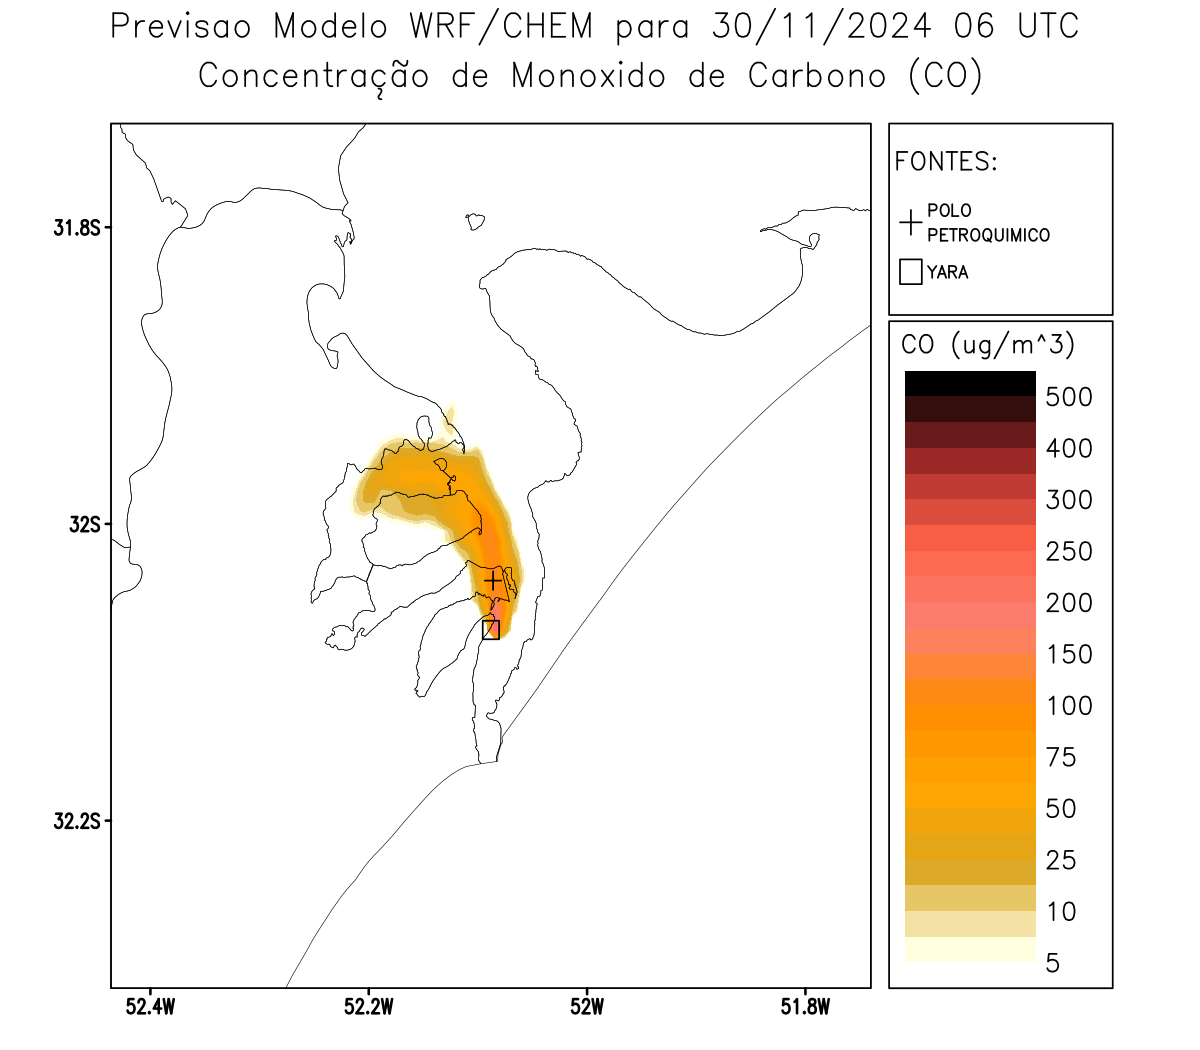 Previsao Modelo WRF/CHEM para 30/11/2024 06 UTC
Concentração de Monoxido de Carbono (CO)
FONTES:
POLO
PETROQUIMICO
YARA
CO (ug/m^3)
500
400
300
250
200
150
100
75
50
25
10
5
31.8S
32S
32.2S
52.4W
52.2W
52W
51.8W